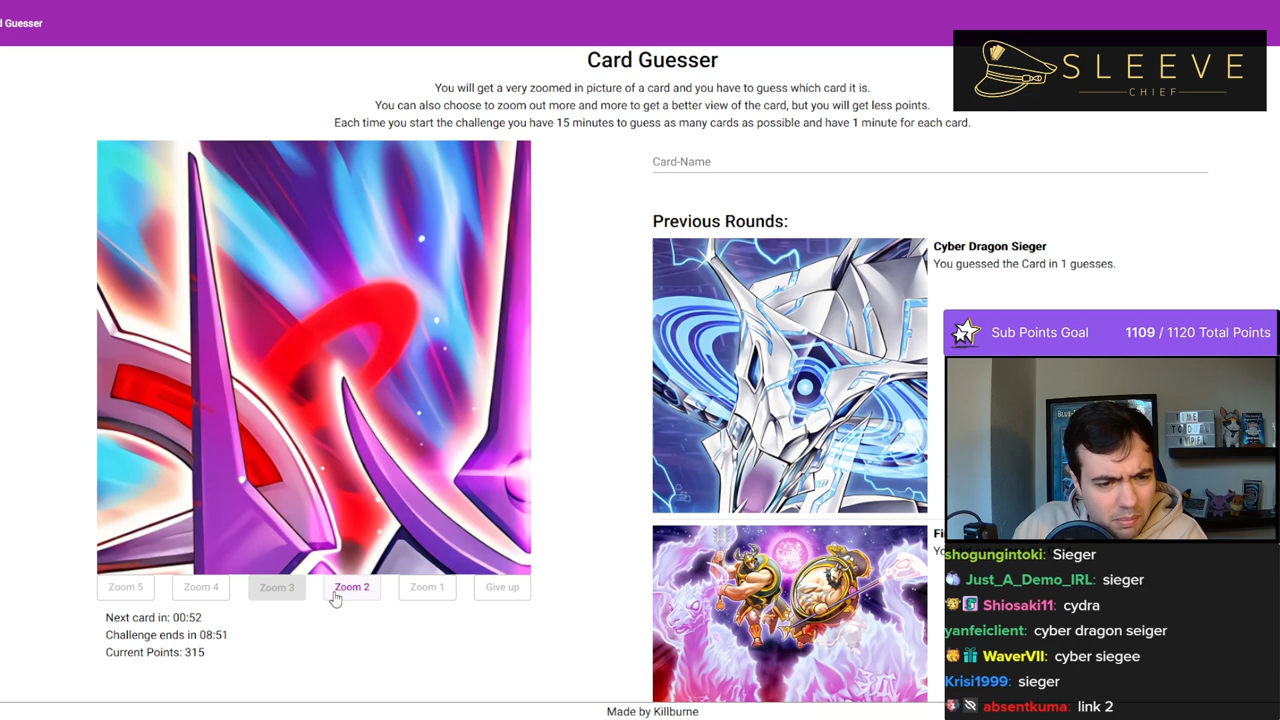 d Guesser
SLEEVE
CHIEF
Card Guesser
You will get a very zoomed in picture of a card and you have to guess which card it is.
You can also choose to zoom out more and more to get a better view of the card, but you will get less points.
Each time you start the challenge you have 15 minutes to guess as many cards as possible and have 1 minute for each card.
Card-Name
Previous Rounds:
Cyber Dragon Sieger
You guessed the Card in 1 guesses.
Sub Points Goal 1109 / 1120 Total Points
Zoom 5 Zoom 4 Zoom 3 Zoom 2 Zoom 1 Give up
Next card in: 00:52
Challenge ends in 08:51
Current Points: 315
shogungintoki: Sieger
Just_A_Demo_IRL: sieger
Shiosaki11: cydra
yanfeiclient: cyber dragon seiger
WaverVII: cyber siegee
Krisi1999: sieger
absentkuma: link 2
Made by Killburne